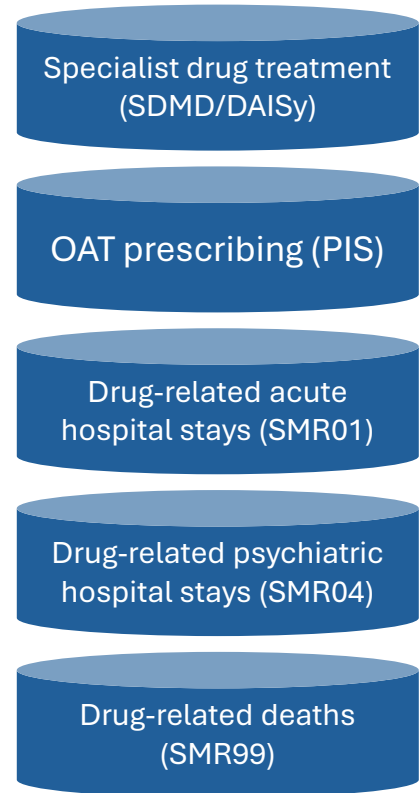 Specialist drug treatment
(SDMD/DAISy)
OAT prescribing (PIS)
Drug-related acute
hospital stays (SMR01)
Drug-related psychiatric
hospital stays (SMR04)
Drug-related deaths
(SMR99)